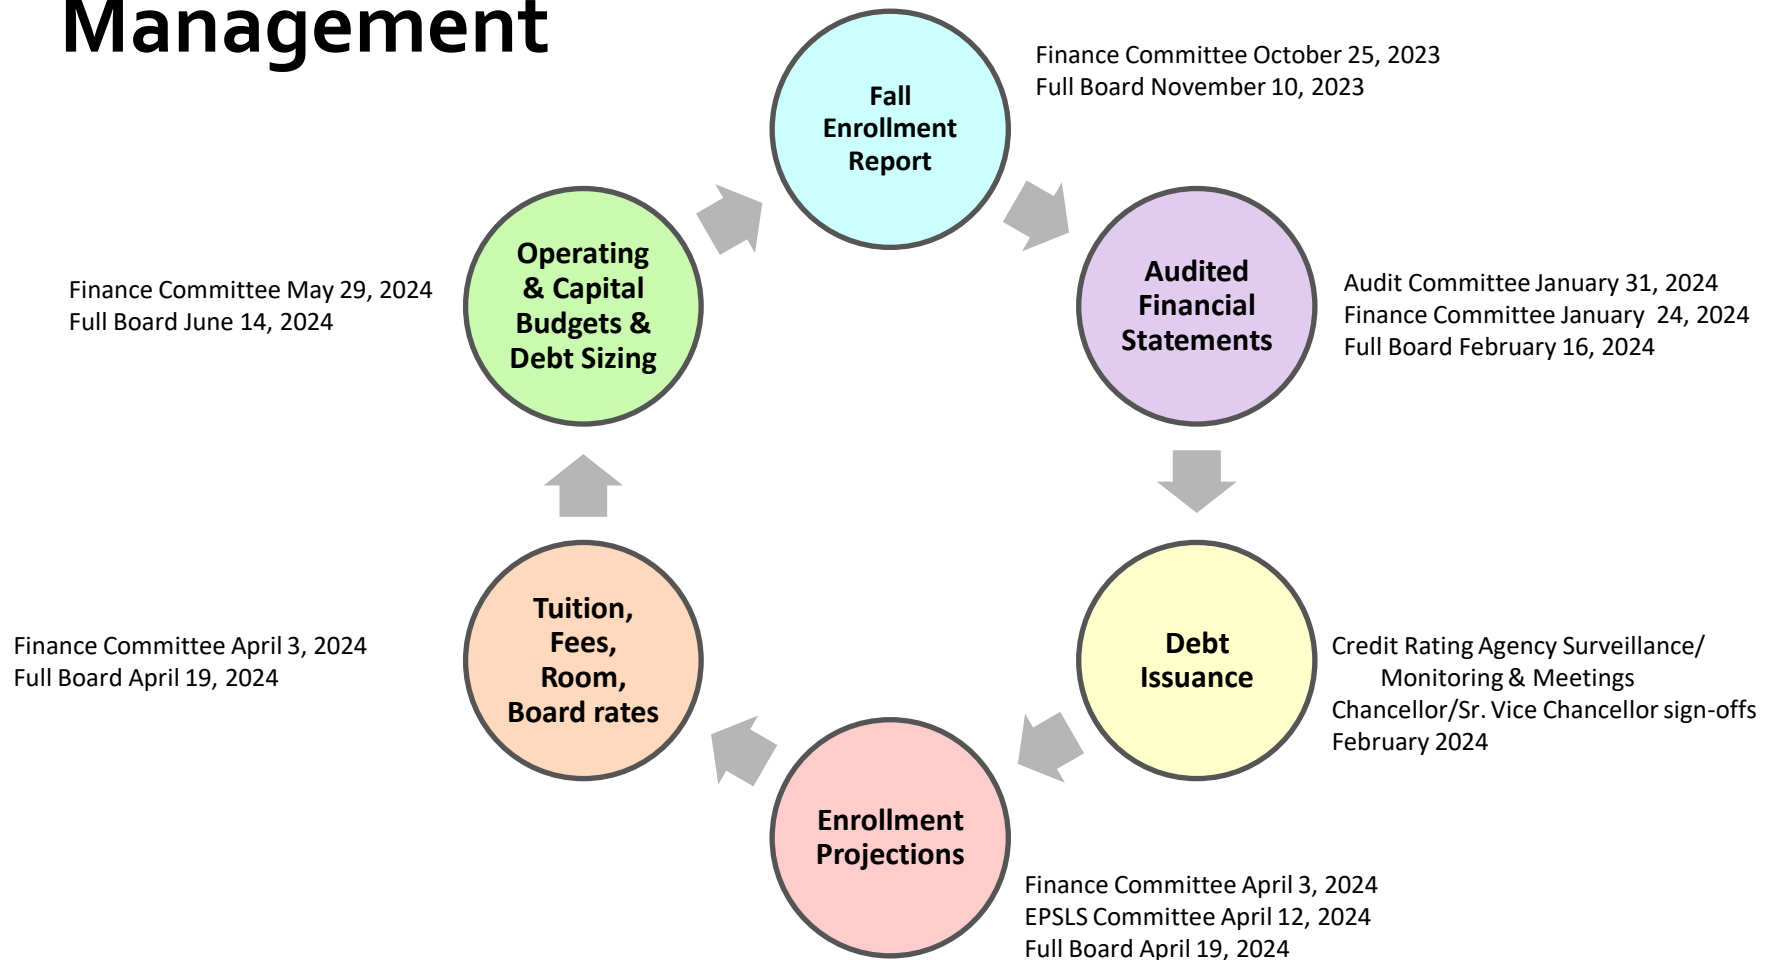 Management
Fall
Enrollment
Report
Finance Committee October 25, 2023
Full Board November 10, 2023
Audited
Financial
Statements
Audit Committee January 31, 2024
Finance Committee January  24, 2024
Full Board February 16, 2024
Debt
Issuance
Credit Rating Agency Surveillance/
Monitoring & Meetings
Chancellor/Sr. Vice Chancellor sign-offs
February 2024
Enrollment
Projections
Finance Committee April 3, 2024
EPSLS Committee April 12, 2024
Full Board April 19, 2024
Tuition,
Fees,
Room,
Board rates
Finance Committee April 3, 2024
Full Board April 19, 2024
Operating
& Capital
Budgets &
Debt Sizing
Finance Committee May 29, 2024
Full Board June 14, 2024